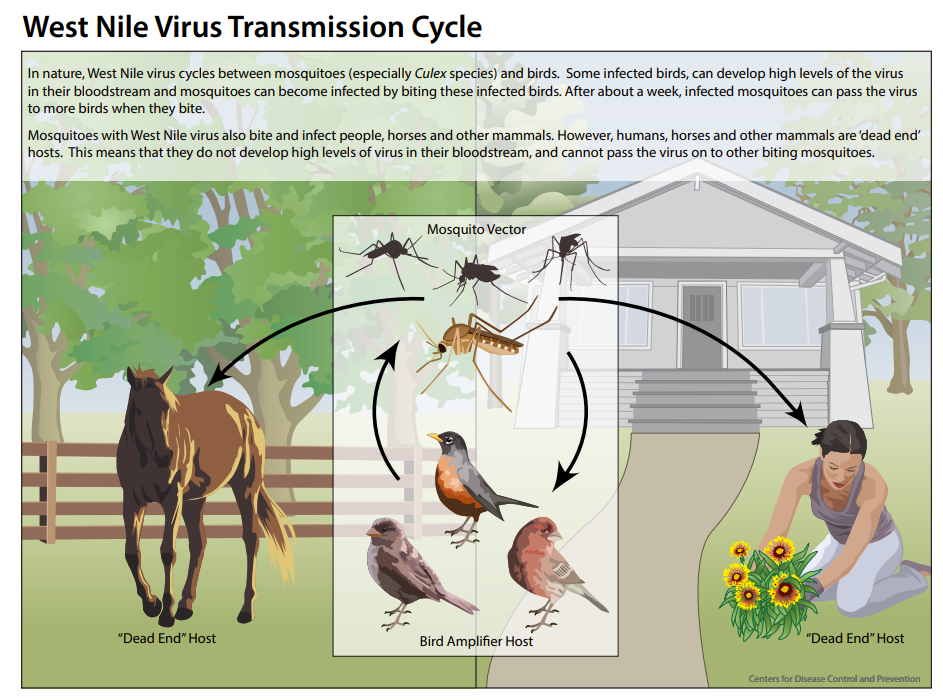 West Nile Virus Transmission Cycle
In nature, West Nile virus cycles between mosquitoes (especially Culex species) and birds. Some infected birds, can develop high levels of the virus
in their bloodstream and mosquitoes can become infected by biting these infected birds. After about a week, infected mosquitoes can pass the virus
to more birds when they bite.
Mosquitoes with West Nile virus also bite and infect people, horses and other mammals. However, humans, horses and other mammals are ‘dead end’
hosts. This means that they do not develop high levels of virus in their bloodstream, and cannot pass the virus on to other biting mosquitoes.
Mosquito Vector
“Dead End” Host
Bird Amplifier Host
“Dead End” Host
Centers for Disease Control and Prevention